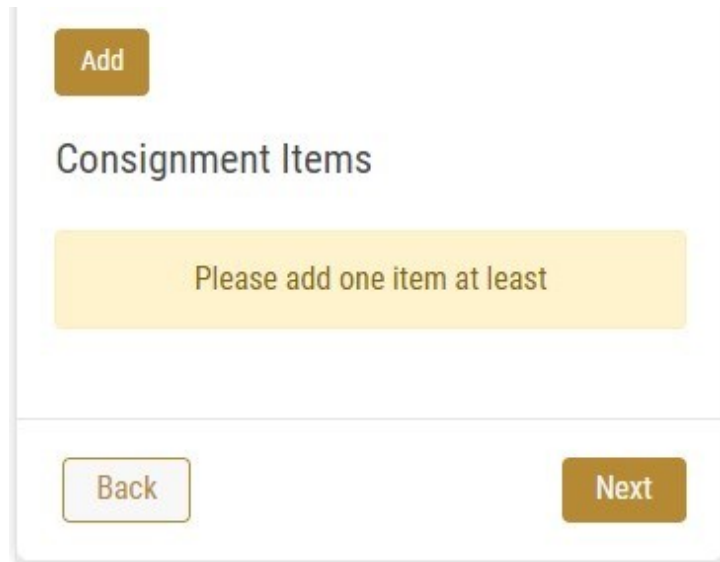 Add
Consignment Items
Please add one item at least
Back
Next